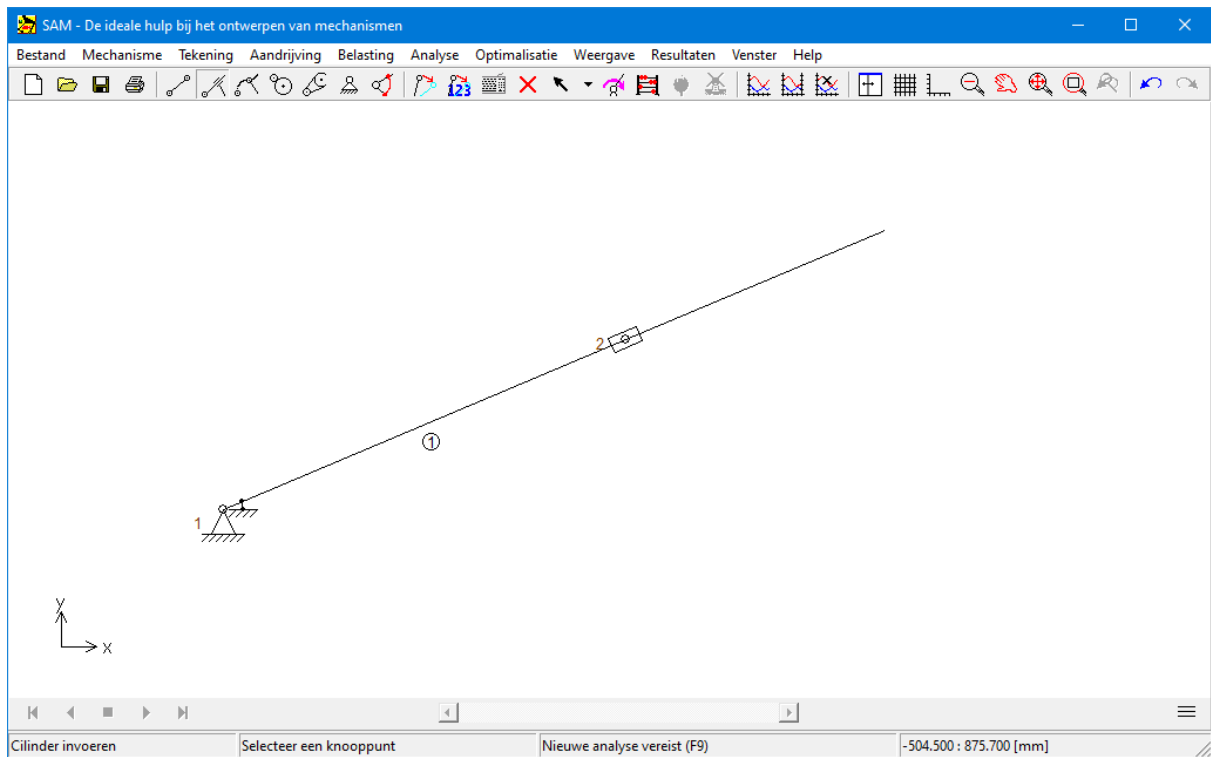 SAM - De ideale hulp bij het ontwerpen van mechanismen
Bestand Mechanisme Tekening Aandrijving Belasting Analyse Optimalisatie Weergave Resultaten Venster Help
123
2
1
1
y
x
Cilinder invoeren Selecteer een knooppunt Nieuwe analyse vereist (F9) -504.500 : 875.700 [mm]